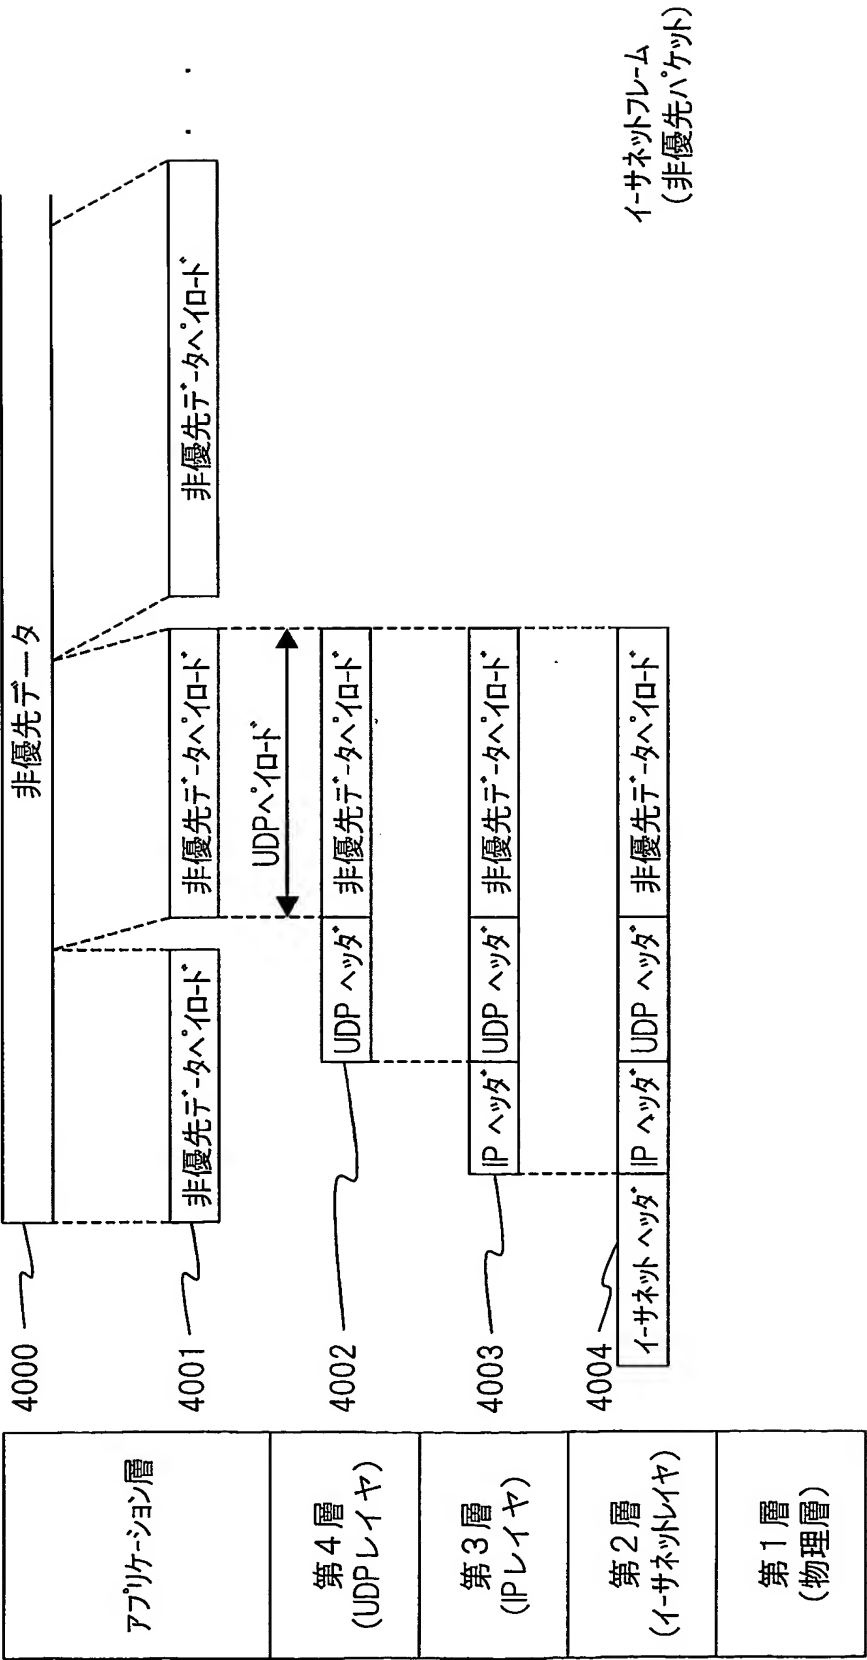 アプリケーション層
4000
非優先データ
4001
非優先データペイロード
非優先データペイロード
非優先データペイロード
・ ・
UDPペイロード
第4層
(UDPレイヤ)
4002
UDP ヘッダ
非優先データペイロード
第3層
(IPレイヤ)
4003
IP ヘッダ
UDP ヘッダ
非優先データペイロード
第2層
(イーサネットレイヤ)
4004
イーサネット ヘッダ
IP ヘッダ
UDP ヘッダ
非優先データペイロード
イーサネットフレーム
(非優先パケット)
第1層
(物理層)